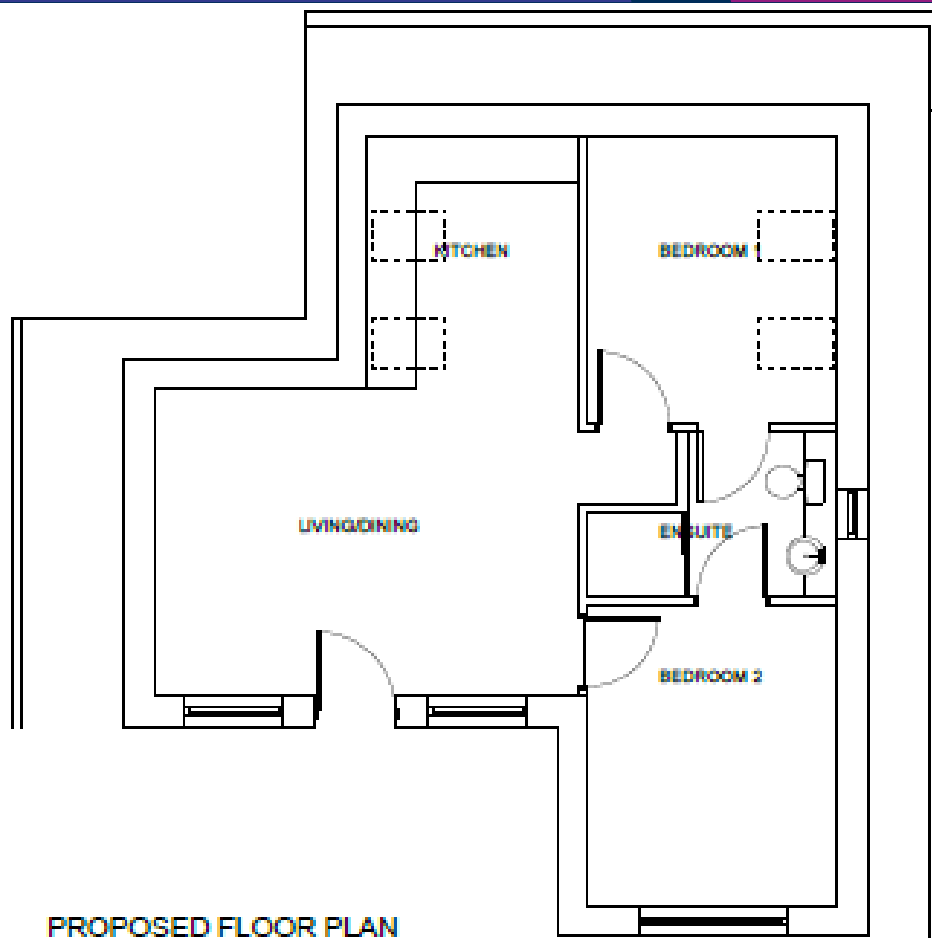 KITCHEN
BEDROOM 1
LIVING/DINING
ENSUITE
BEDROOM 2
PROPOSED FLOOR PLAN